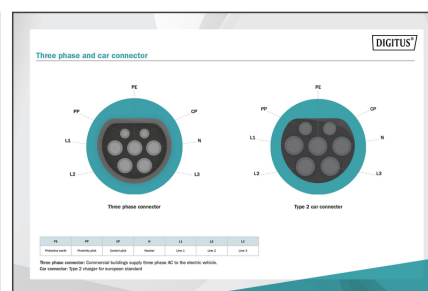 DIGITUS®
Three phase and car connector
PE
PP CP
L1 N
L2 L3
Three phase connector
PE
PP CP
L1 N
L2 L3
Type 2 car connector
PE PP CP N L1 L2 L3
Protective earth Proximity pilot Control pilot Neutral Line 1 Line 2 Line 3
Three phase connector: Commercial buildings supply three phase AC to the electric vehicle.
Car connector: Type 2 charger for european standard